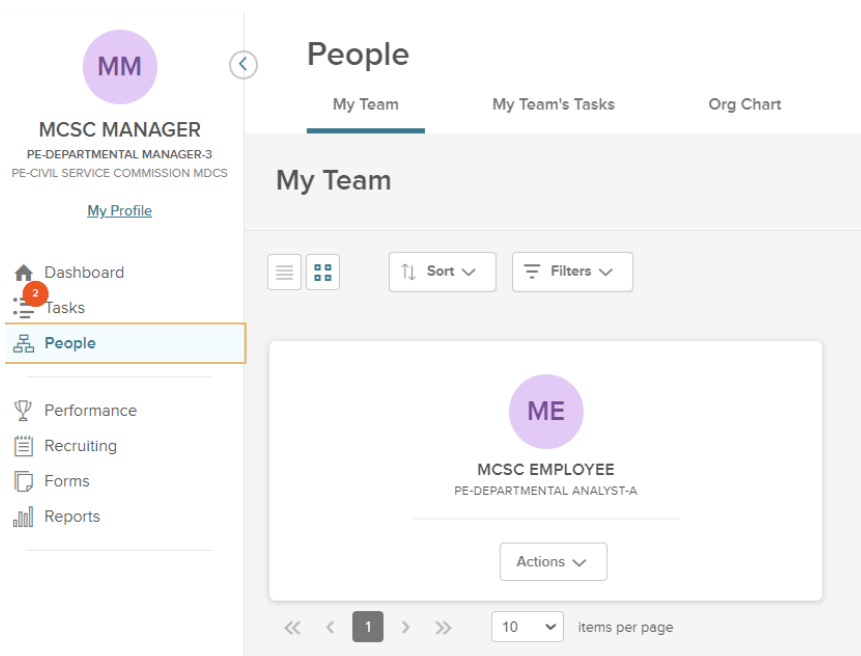 MM
MCSC MANAGER
PE-DEPARTMENTAL MANAGER-3
PE-CIVIL SERVICE COMMISSION MDCS
My Profile
Dashboard
2
Tasks
People
Performance
Recruiting
Forms
Reports
People
My Team My Team's Tasks Org Chart
My Team
Sort Filters
ME
MCSC EMPLOYEE
PE-DEPARTMENTAL ANALYST-A
Actions
1 10 items per page